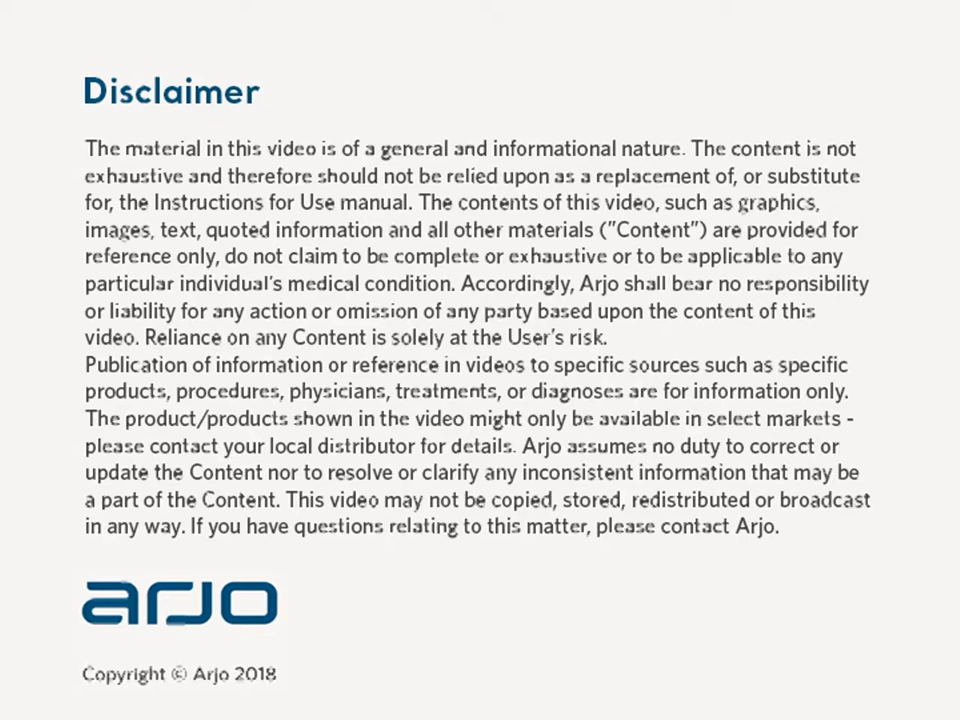 Disclaimer
The material in this video is of a general and informational nature. The content is not
exhaustive and therefore should not be relied upon as a replacement of, or substitute
for, the Instructions for Use manual. The contents of this video, such as graphics,
images, text, quoted information and all other materials ("Content") are provided for
reference only, do not claim to be complete or exhaustive or to be applicable to any
particular individual's medical condition. Accordingly, Arjo shall bear no responsibility
or liability for any action or omission of any party based upon the content of this
video. Reliance on any Content is solely at the User's risk.
Publication of information or reference in videos to specific sources such as specific
products, procedures, physicians, treatments, or diagnoses are for information only.
The product/products shown in the video might only be available in select markets -
please contact your local distributor for details. Arjo assumes no duty to correct or
update the Content nor to resolve or clarify any inconsistent information that may be
a part of the Content. This video may not be copied, stored, redistributed or broadcast
in any way. If you have questions relating to this matter, please contact Arjo.
arjo
Copyright © Arjo 2018